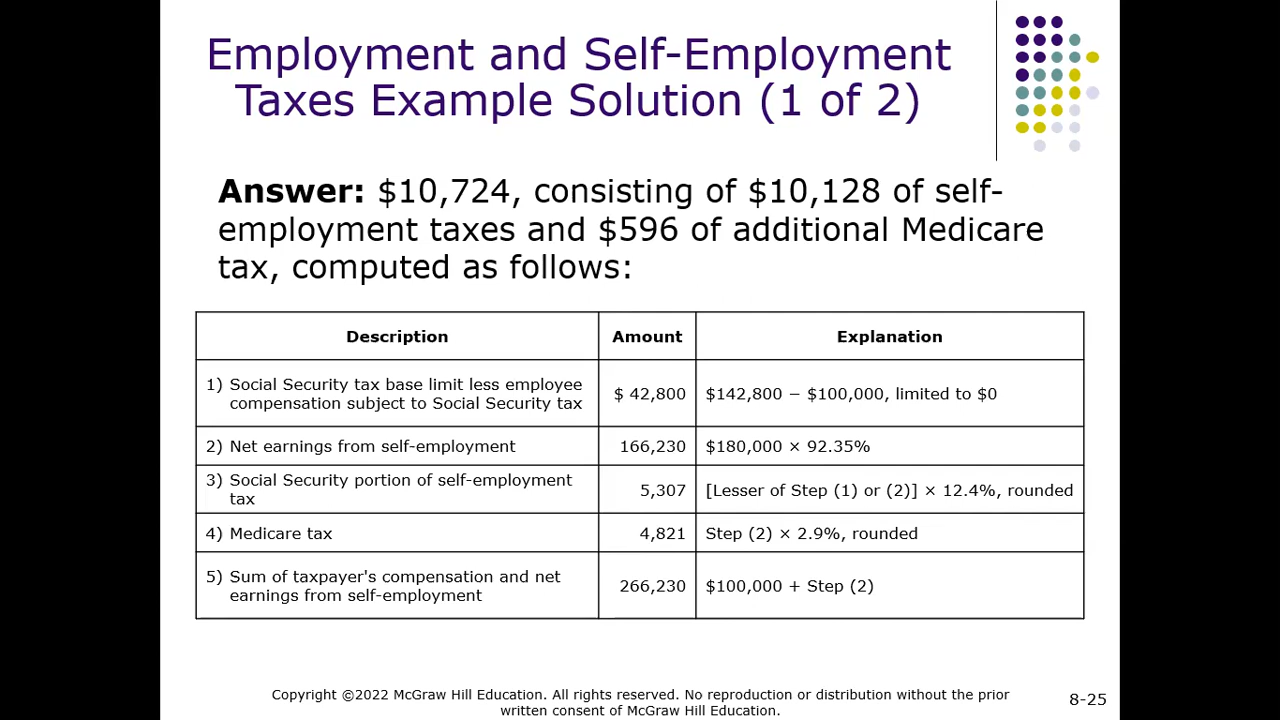 Employment and Self-Employment
Taxes Example Solution (1 of 2)
Answer: $10,724, consisting of $10,128 of self-
employment taxes and $596 of additional Medicare
tax, computed as follows:
Description Amount Explanation
1) Social Security tax base limit less employee
compensation subject to Social Security tax
$ 42,800 $142,800 − $100,000, limited to $0
2) Net earnings from self-employment 166,230 $180,000 × 92.35%
3) Social Security portion of self-employment
tax
5,307 [Lesser of Step (1) or (2)] × 12.4%, rounded
4) Medicare tax 4,821 Step (2) × 2.9%, rounded
5) Sum of taxpayer's compensation and net
earnings from self-employment
266,230 $100,000 + Step (2)
Copyright ©2022 McGraw Hill Education. All rights reserved. No reproduction or distribution without the prior
written consent of McGraw Hill Education.
8-25